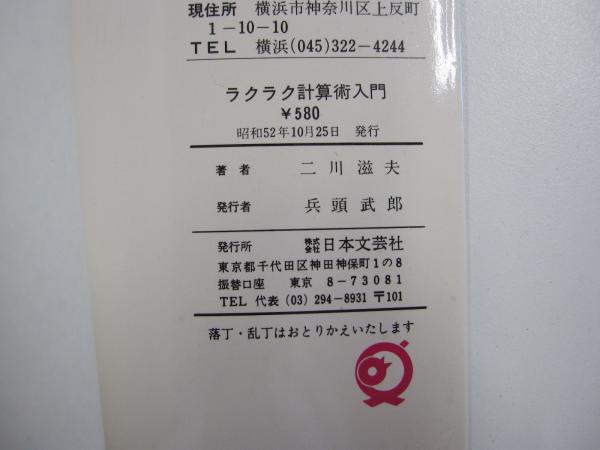 現住所 横浜市神奈川区上反町
1－10－10
TEL 横浜(045)322－4244
ラクラク計算術入門
¥580
昭和52年10月25日 発行
著者 二川滋夫
発行者 兵頭武郎
発行所 株式会社日本文芸社
東京都千代田区神田神保町1の8
振替口座 東京 8－73081
TEL 代表(03)294-8931 〒101
落丁・乱丁はおとりかえいたします